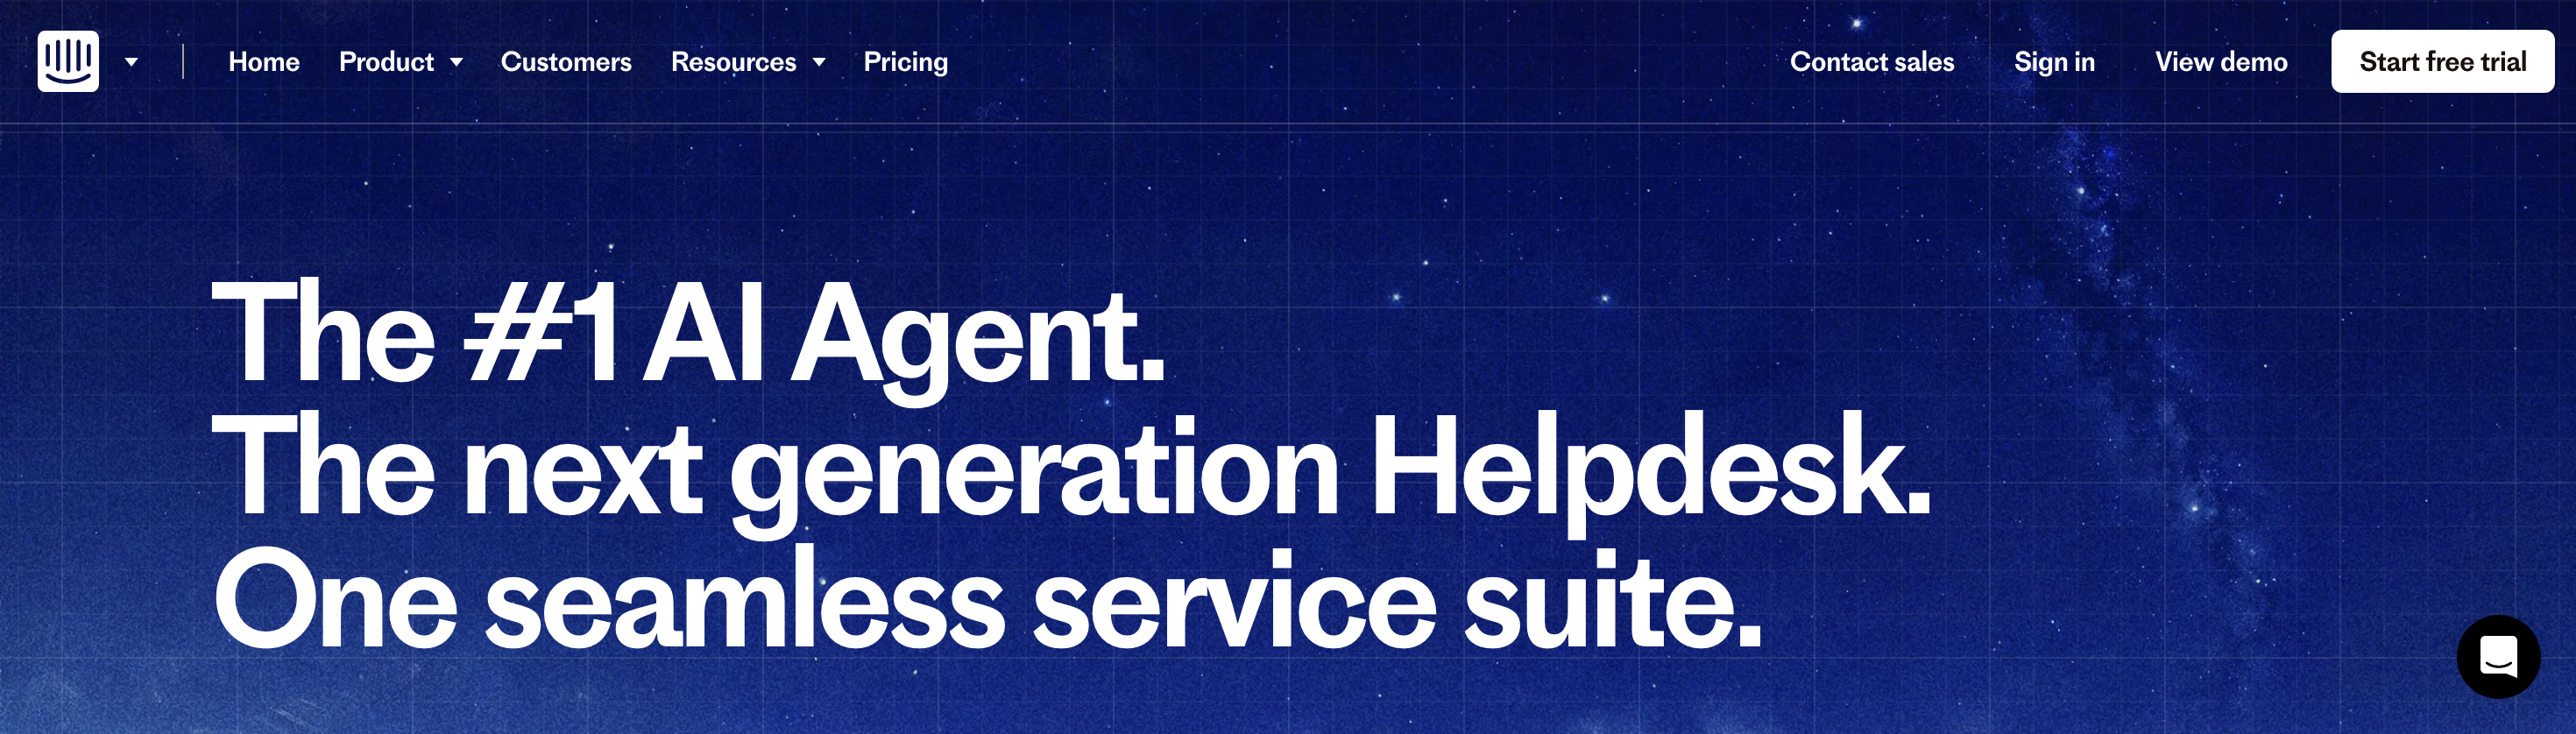 Home Product Customers Resources Pricing Contact sales Sign in View demo Start free trial
The #1 AI Agent.
The next generation Helpdesk.
One seamless service suite.